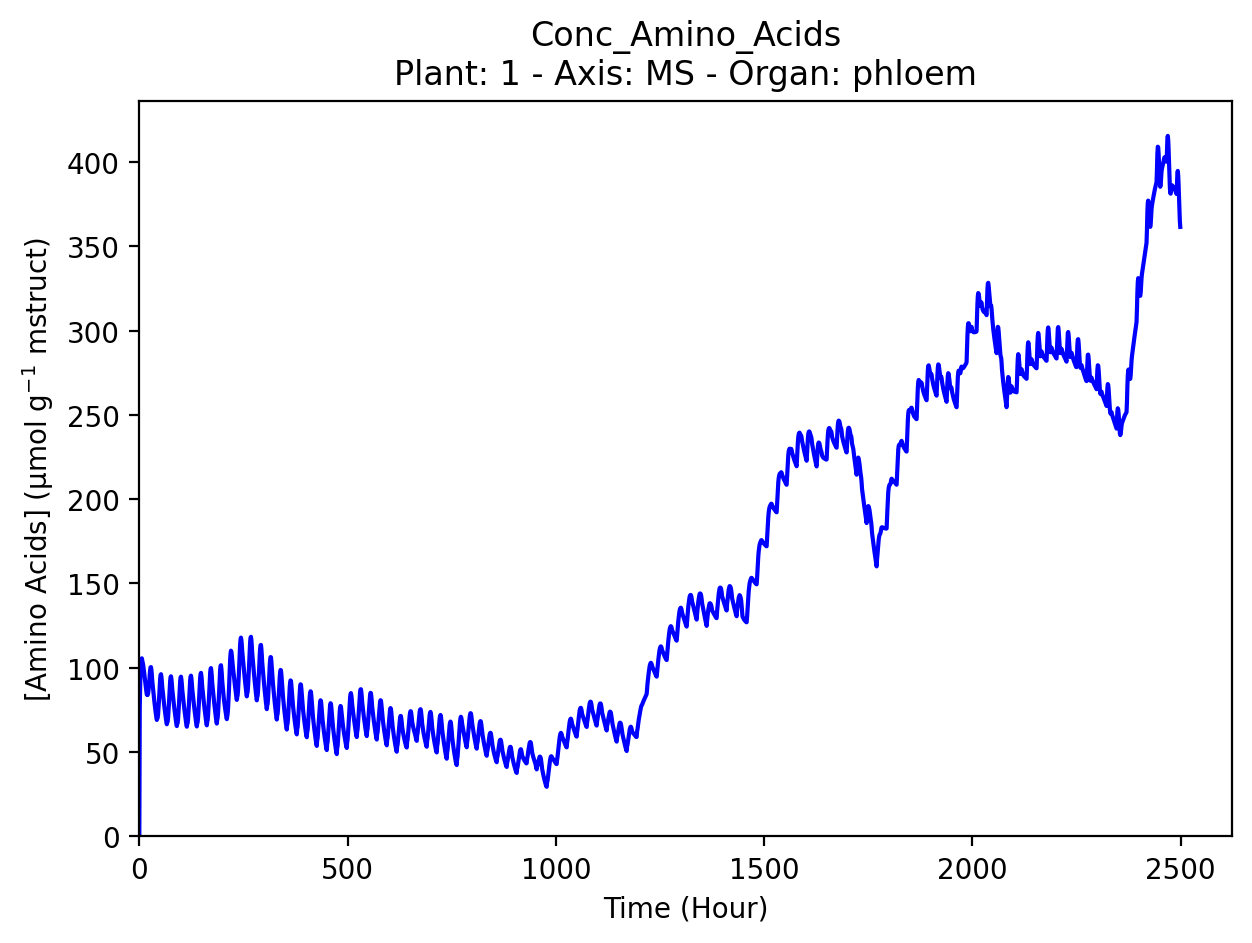 Conc_Amino_Acids
Plant: 1 - Axis: MS - Organ: phloem
[Amino Acids] (µmol g⁻¹ mstruct)
400
350
300
250
200
150
100
50
0
0 500 1000 1500 2000 2500
Time (Hour)